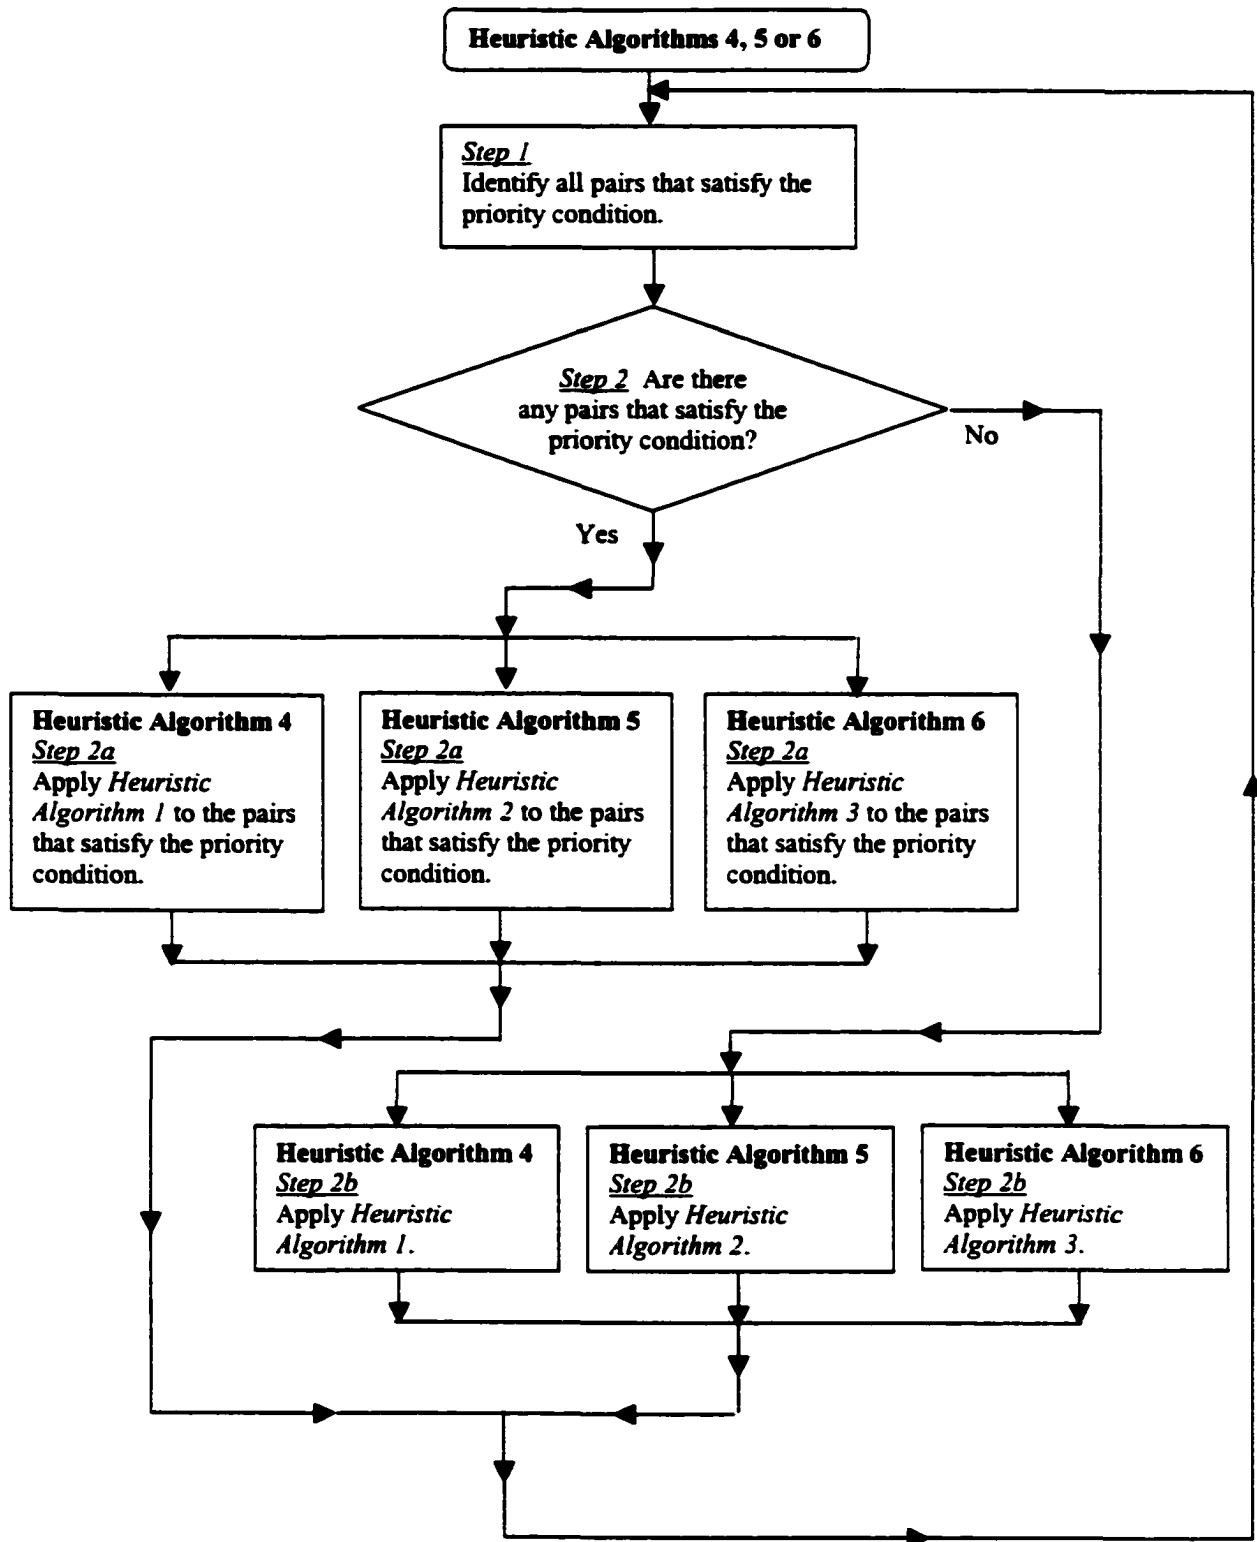 Heuristic Algorithms 4, 5 or 6
Step 1
Identify all pairs that satisfy the
priority condition.
Step 2 Are there
any pairs that satisfy the
priority condition?
No
Yes
Heuristic Algorithm 4
Step 2a
Apply Heuristic
Algorithm 1 to the pairs
that satisfy the priority
condition.
Heuristic Algorithm 5
Step 2a
Apply Heuristic
Algorithm 2 to the pairs
that satisfy the priority
condition.
Heuristic Algorithm 6
Step 2a
Apply Heuristic
Algorithm 3 to the pairs
that satisfy the priority
condition.
Heuristic Algorithm 4
Step 2b
Apply Heuristic
Algorithm 1.
Heuristic Algorithm 5
Step 2b
Apply Heuristic
Algorithm 2.
Heuristic Algorithm 6
Step 2b
Apply Heuristic
Algorithm 3.